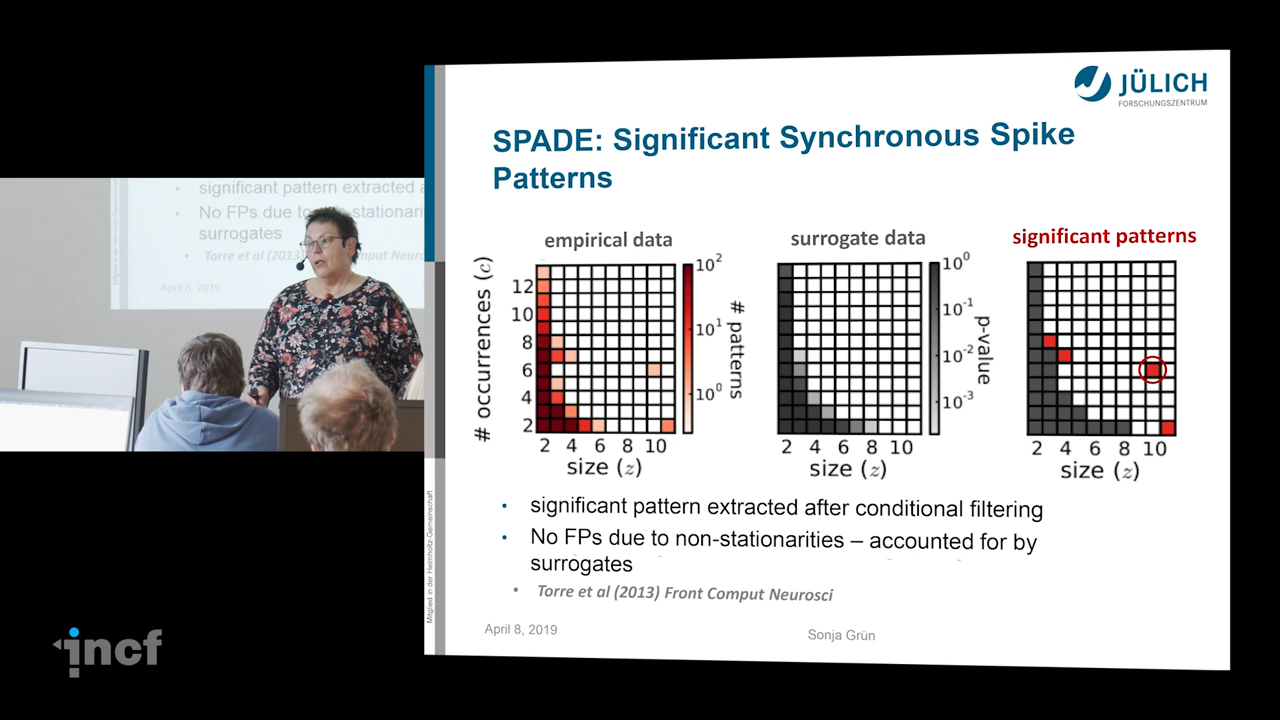 JÜLICH
FORSCHUNGSZENTRUM
SPADE: Significant Synchronous Spike
Patterns
empirical data
surrogate data
significant patterns
# occurrences (c)
12
10
8
6
4
2
2 4 6 8 10
size (z)
10²
10¹
10⁰
# patterns
2 4 6 8 10
size (z)
10⁰
10⁻¹
10⁻²
10⁻³
p-value
2 4 6 8 10
size (z)
• significant pattern extracted after conditional filtering
• No FPs due to non-stationarities – accounted for by
surrogates
• Torre et al (2013) Front Comput Neurosci
April 8, 2019
Sonja Grün
Mitglied in der Helmholtz-Gemeinschaft
• significant pattern extracted a
• No FPs due to non-stationari
surrogates
• Torre et al (2013) mput Neuro
April 8, 2019
incf